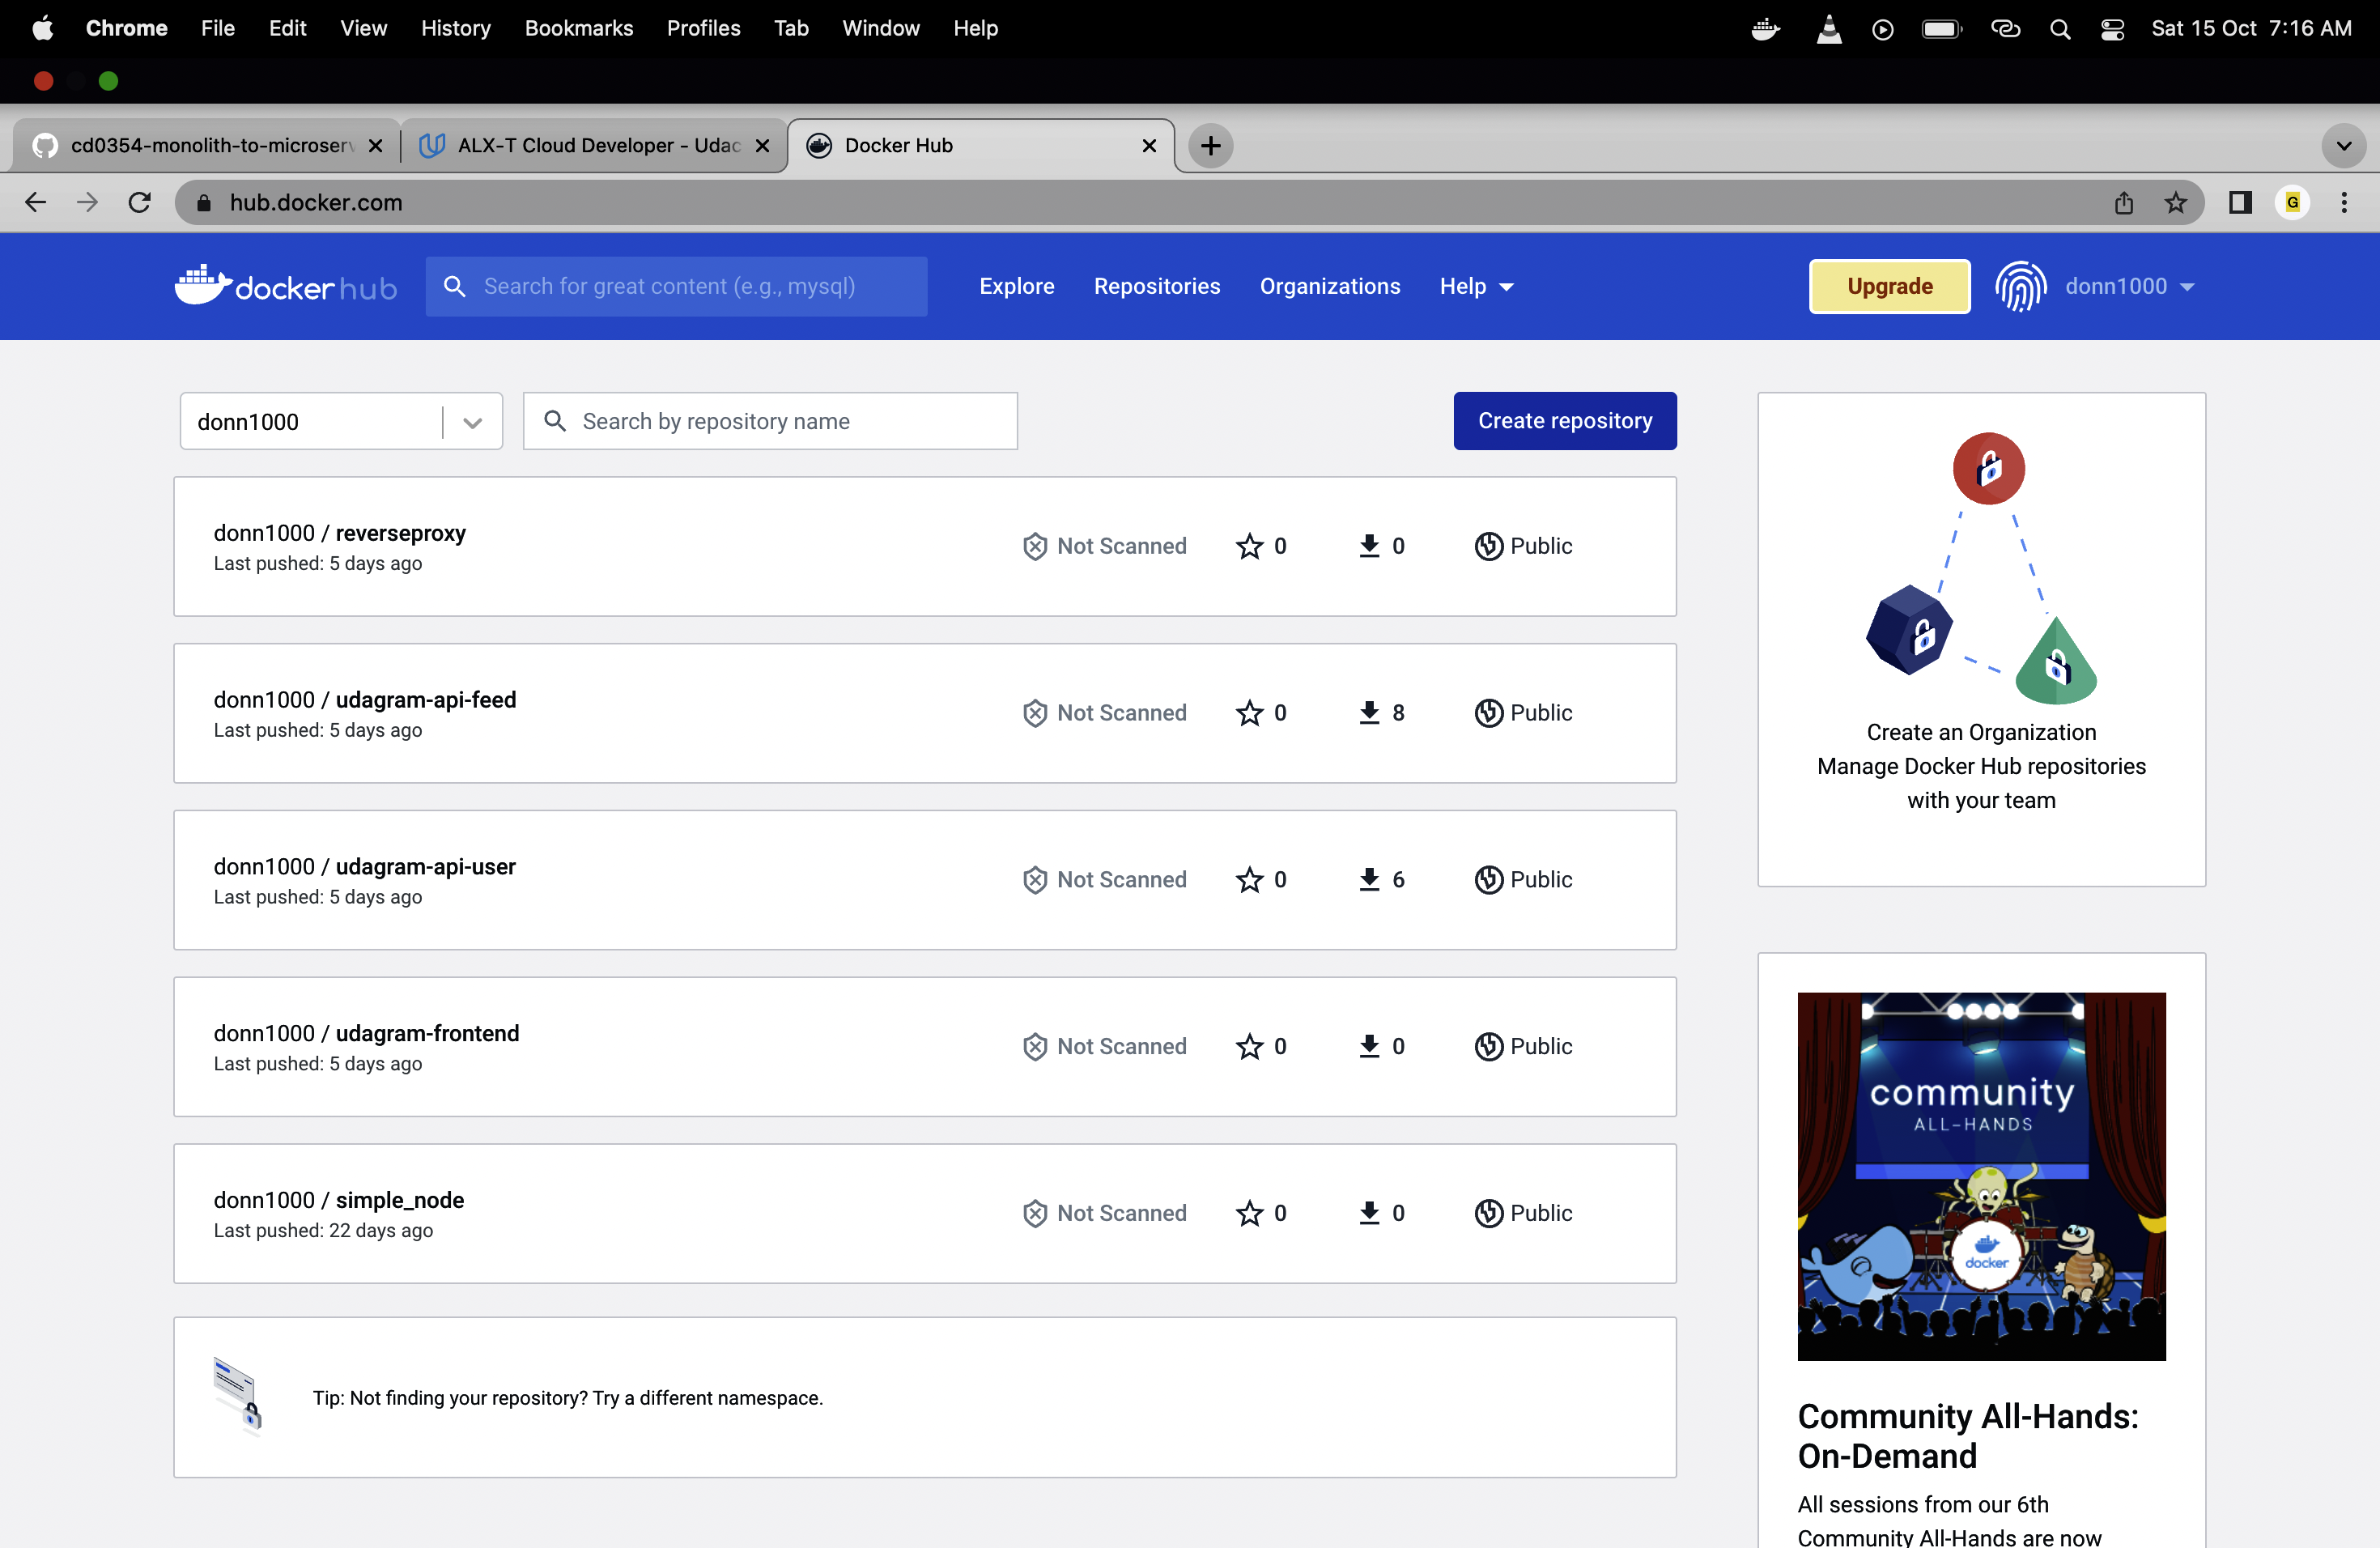 Chrome File Edit View History Bookmarks Profiles Tab Window Help Sat 15 Oct 7:16 AM
cd0354-monolith-to-microserv ALX-T Cloud Developer - Udac Docker Hub
hub.docker.com G
docker hub Search for great content (e.g., mysql) Explore Repositories Organizations Help Upgrade donn1000
donn1000 Search by repository name Create repository
donn1000 / reverseproxy Not Scanned 0 0 Public
Last pushed: 5 days ago
donn1000 / udagram-api-feed Not Scanned 0 8 Public
Last pushed: 5 days ago
donn1000 / udagram-api-user Not Scanned 0 6 Public
Last pushed: 5 days ago
donn1000 / udagram-frontend Not Scanned 0 0 Public
Last pushed: 5 days ago
donn1000 / simple_node Not Scanned 0 0 Public
Last pushed: 22 days ago
Tip: Not finding your repository? Try a different namespace.
Create an Organization
Manage Docker Hub repositories
with your team
community
ALL-HANDS
docker
Community All-Hands:
On-Demand
All sessions from our 6th
Community All-Hands are now